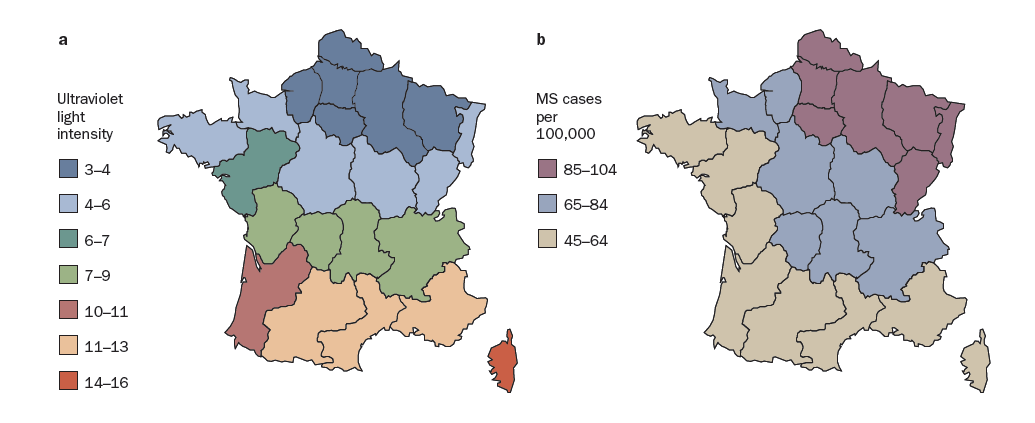 a
Ultraviolet
light
intensity
3–4
4–6
6–7
7–9
10–11
11–13
14–16
b
MS cases
per
100,000
85–104
65–84
45–64